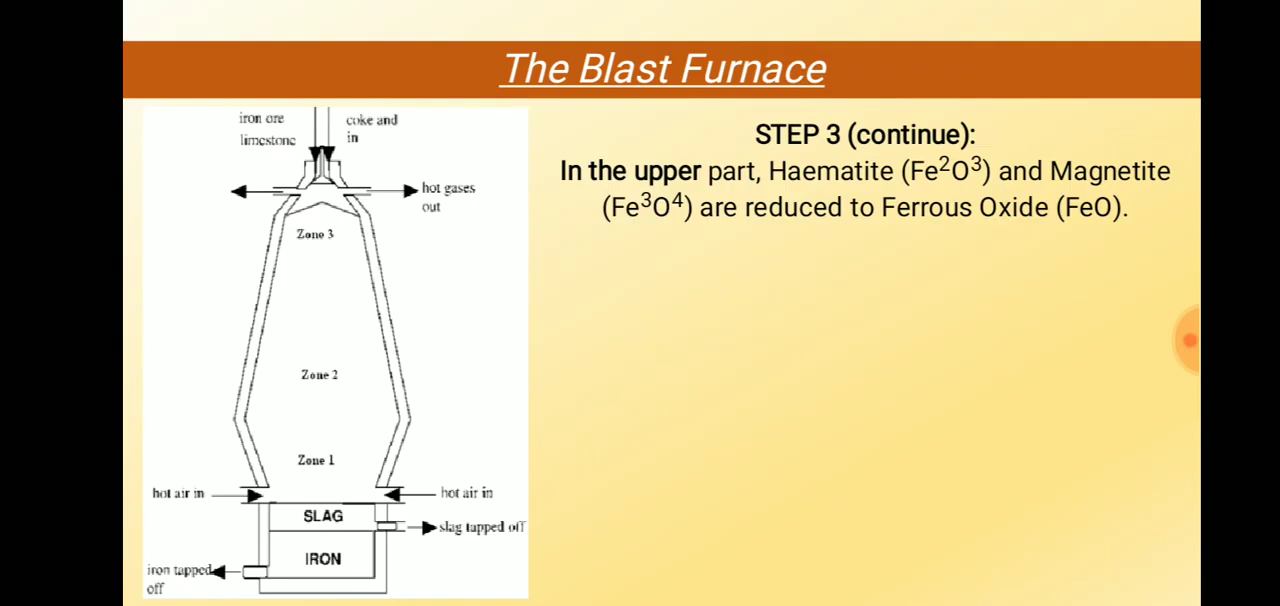 The Blast Furnace
iron ore
limestone
coke and
in
hot gases
out
Zone 3
Zone 2
Zone 1
hot air in
hot air in
SLAG
slag tapped off
IRON
iron tapped
off
STEP 3 (continue):
In the upper part, Haematite (Fe²O³) and Magnetite
(Fe³O⁴) are reduced to Ferrous Oxide (FeO).